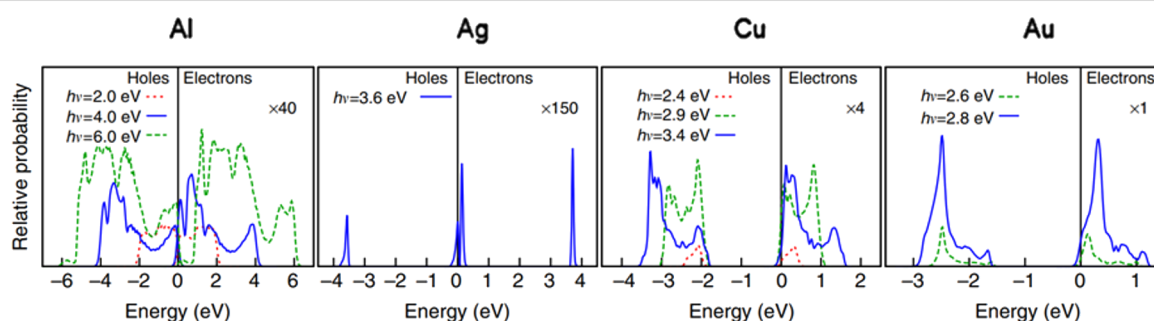 Al
Ag
Cu
Au
Relative probability
Holes Electrons
hν=2.0 eV
hν=4.0 eV
hν=6.0 eV
×40
−6 −4 −2 0 2 4 6
Energy (eV)
Holes Electrons
hν=3.6 eV
×150
−4 −3 −2 −1 0 1 2 3 4
Energy (eV)
Holes Electrons
hν=2.4 eV
hν=2.9 eV
hν=3.4 eV
×4
−4 −3 −2 −1 0 1 2
Energy (eV)
Holes Electrons
hν=2.6 eV
hν=2.8 eV
×1
−3 −2 −1 0 1
Energy (eV)